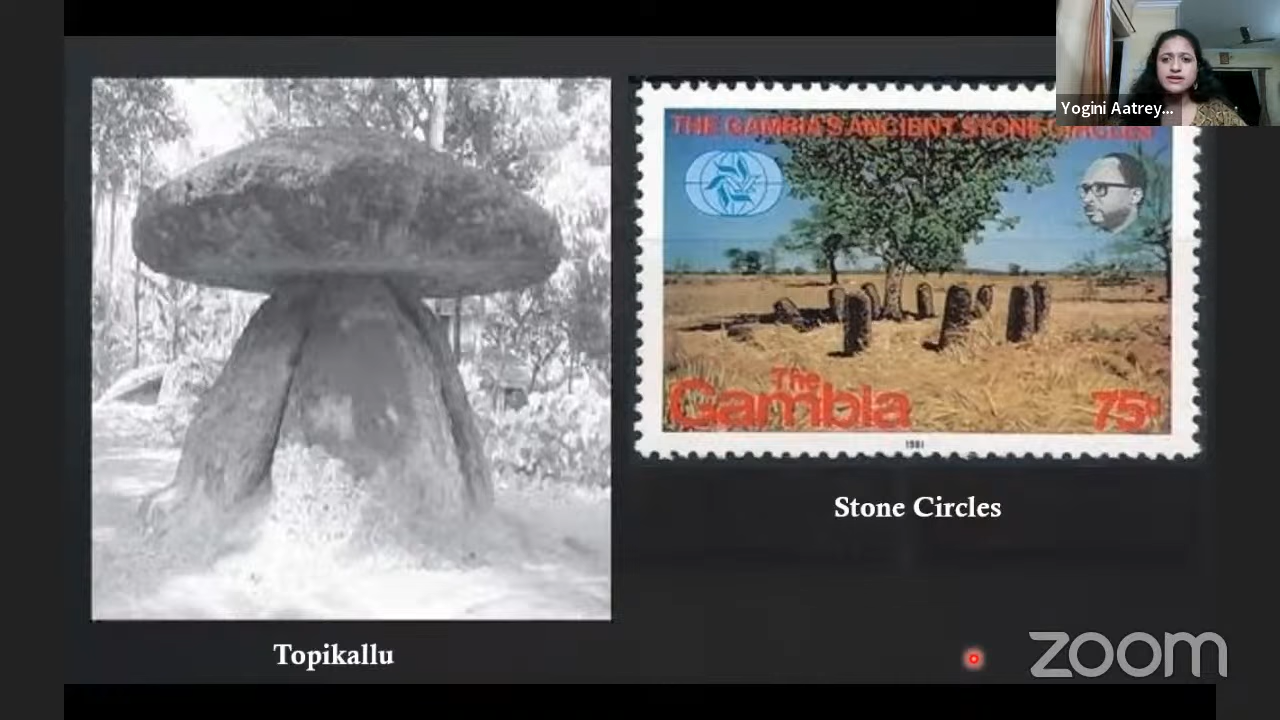 Yogini Aatrey...
THE GAMBIA'S ANCIENT STONE CIRCLES
The
Gambia
75b
1981
Stone Circles
Topikallu
zoom